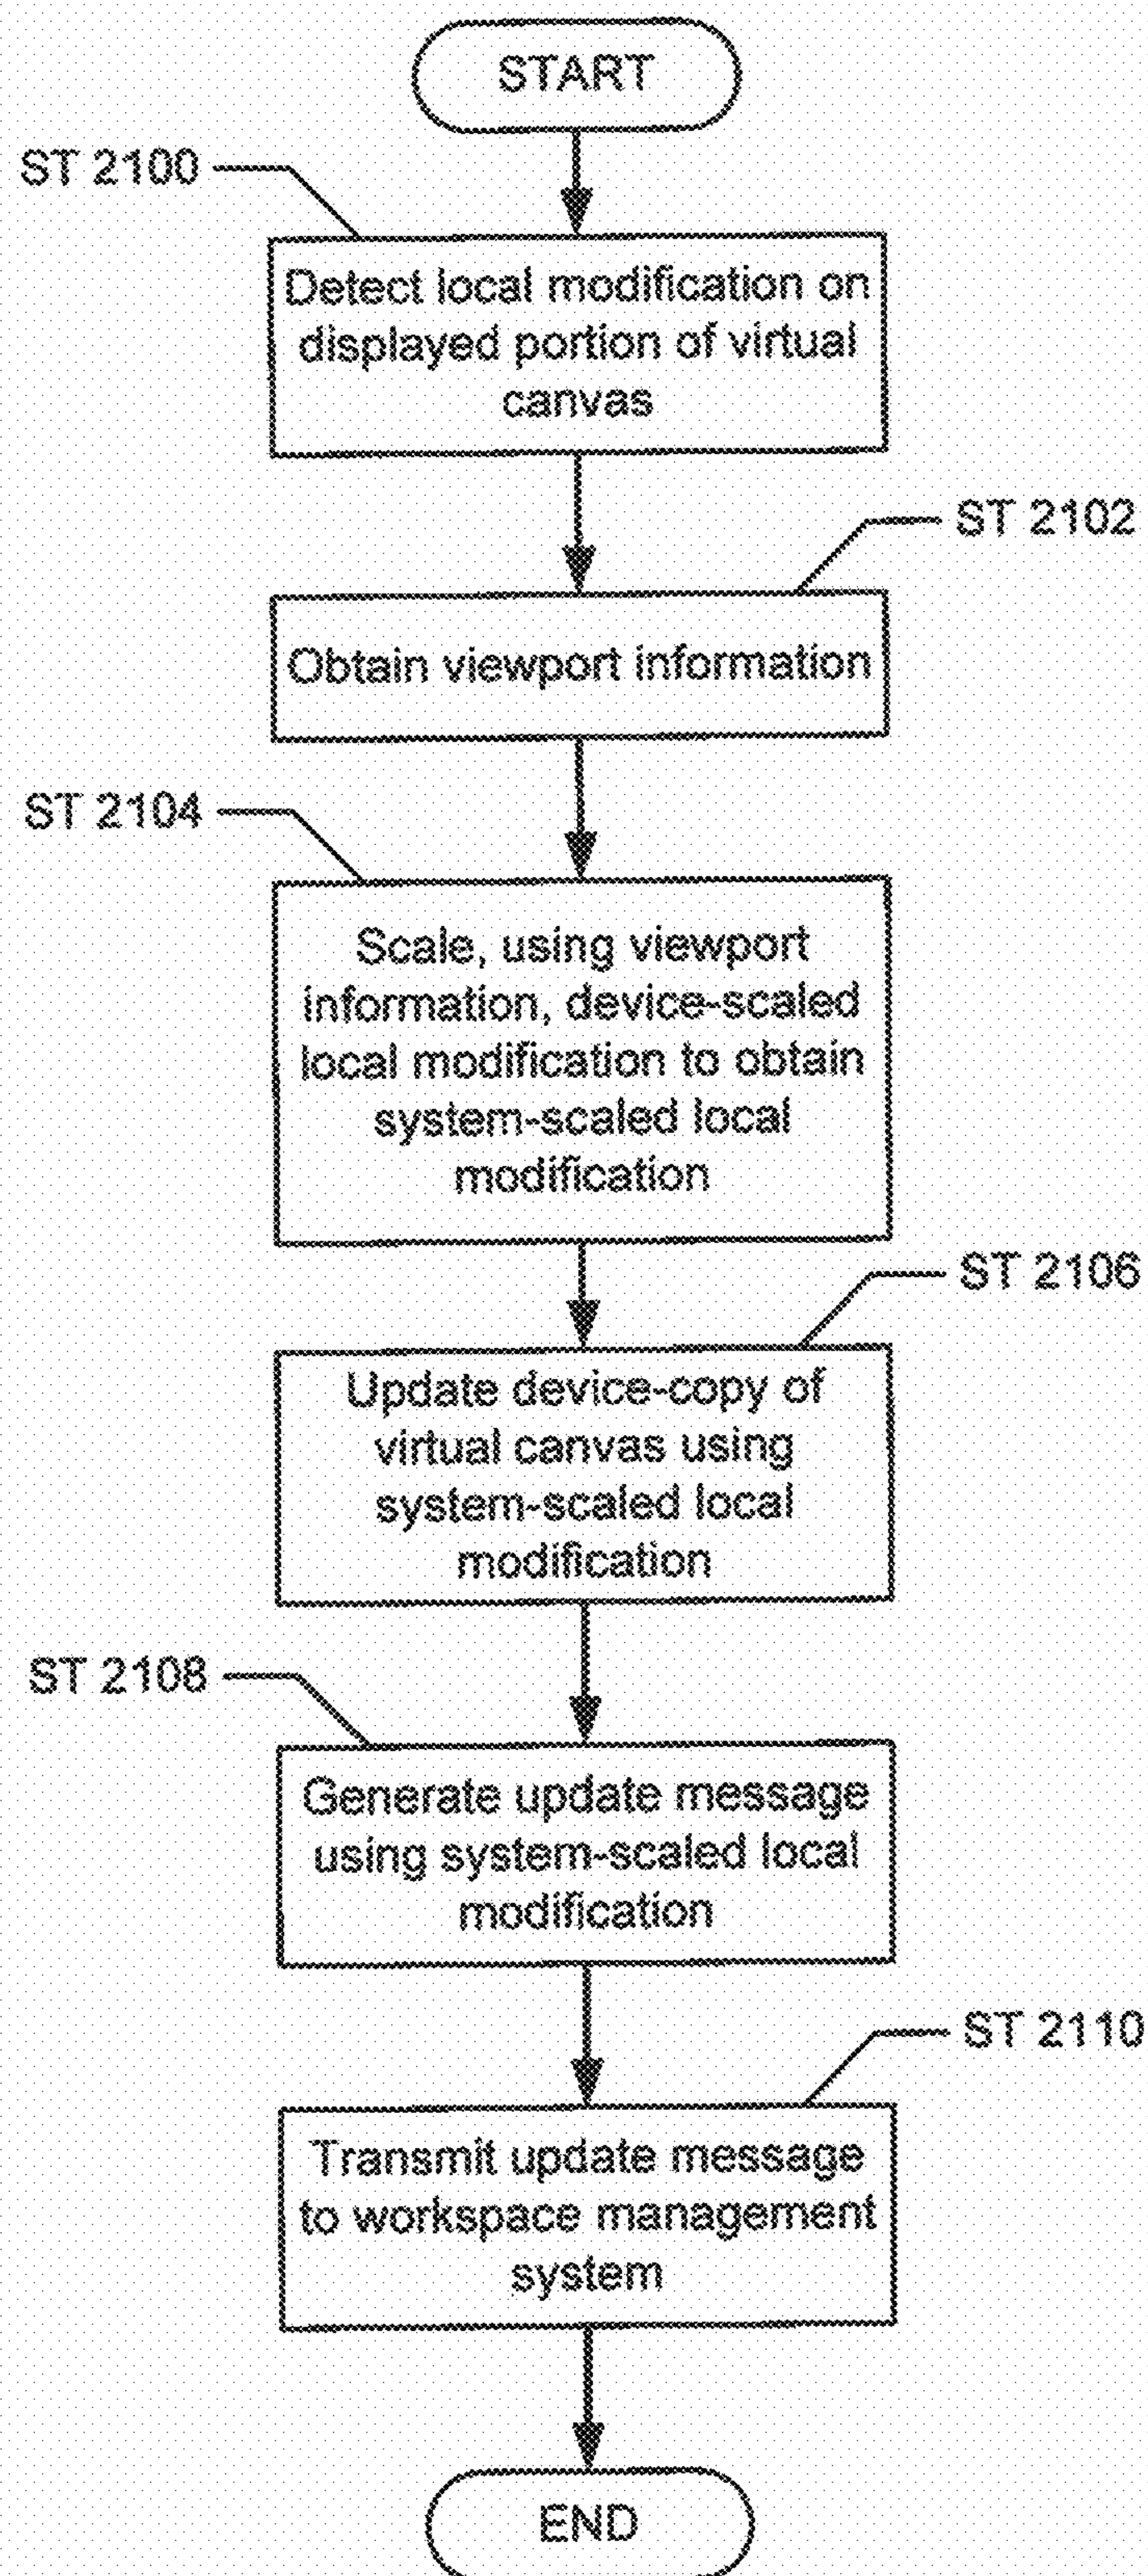 START
ST 2100
Detect local modification on
displayed portion of virtual
canvas
ST 2102
Obtain viewport information
ST 2104
Scale, using viewport
information, device-scaled
local modification to obtain
system-scaled local
modification
ST 2106
Update device-copy of
virtual canvas using
system-scaled local
modification
ST 2108
Generate update message
using system-scaled local
modification
ST 2110
Transmit update message
to workspace management
system
END